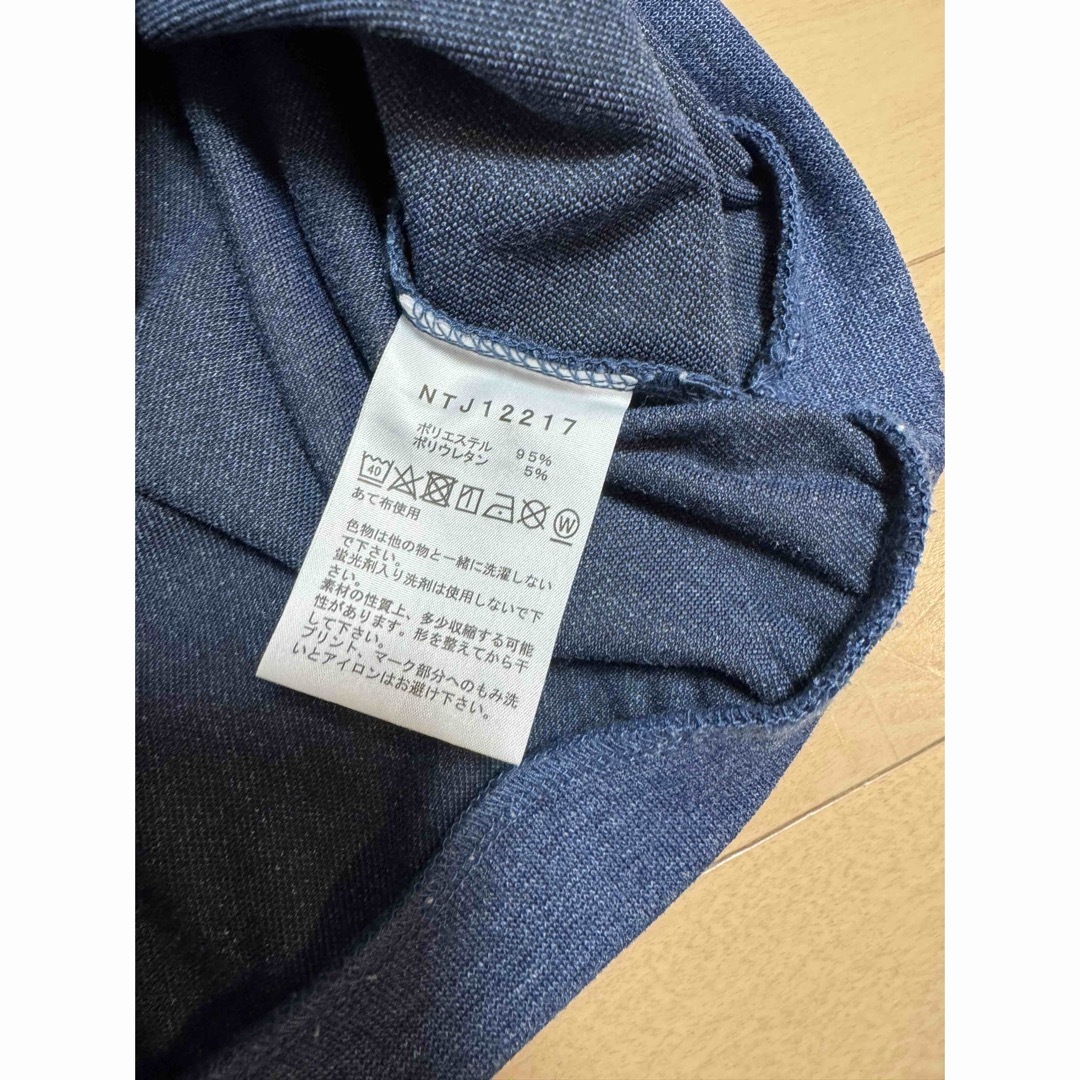 NTJ12217
ポリエステル 95%
ポリウレタン 5%
40
W
あて布使用
色物は他の物と一緒に洗濯しない
で下さい。
蛍光剤入り洗剤は使用しないで下
さい。
素材の性質上、多少収縮する可能
性があります。形を整えてから干
して下さい。
プリント、マーク部分へのもみ洗
いとアイロンはお避け下さい。